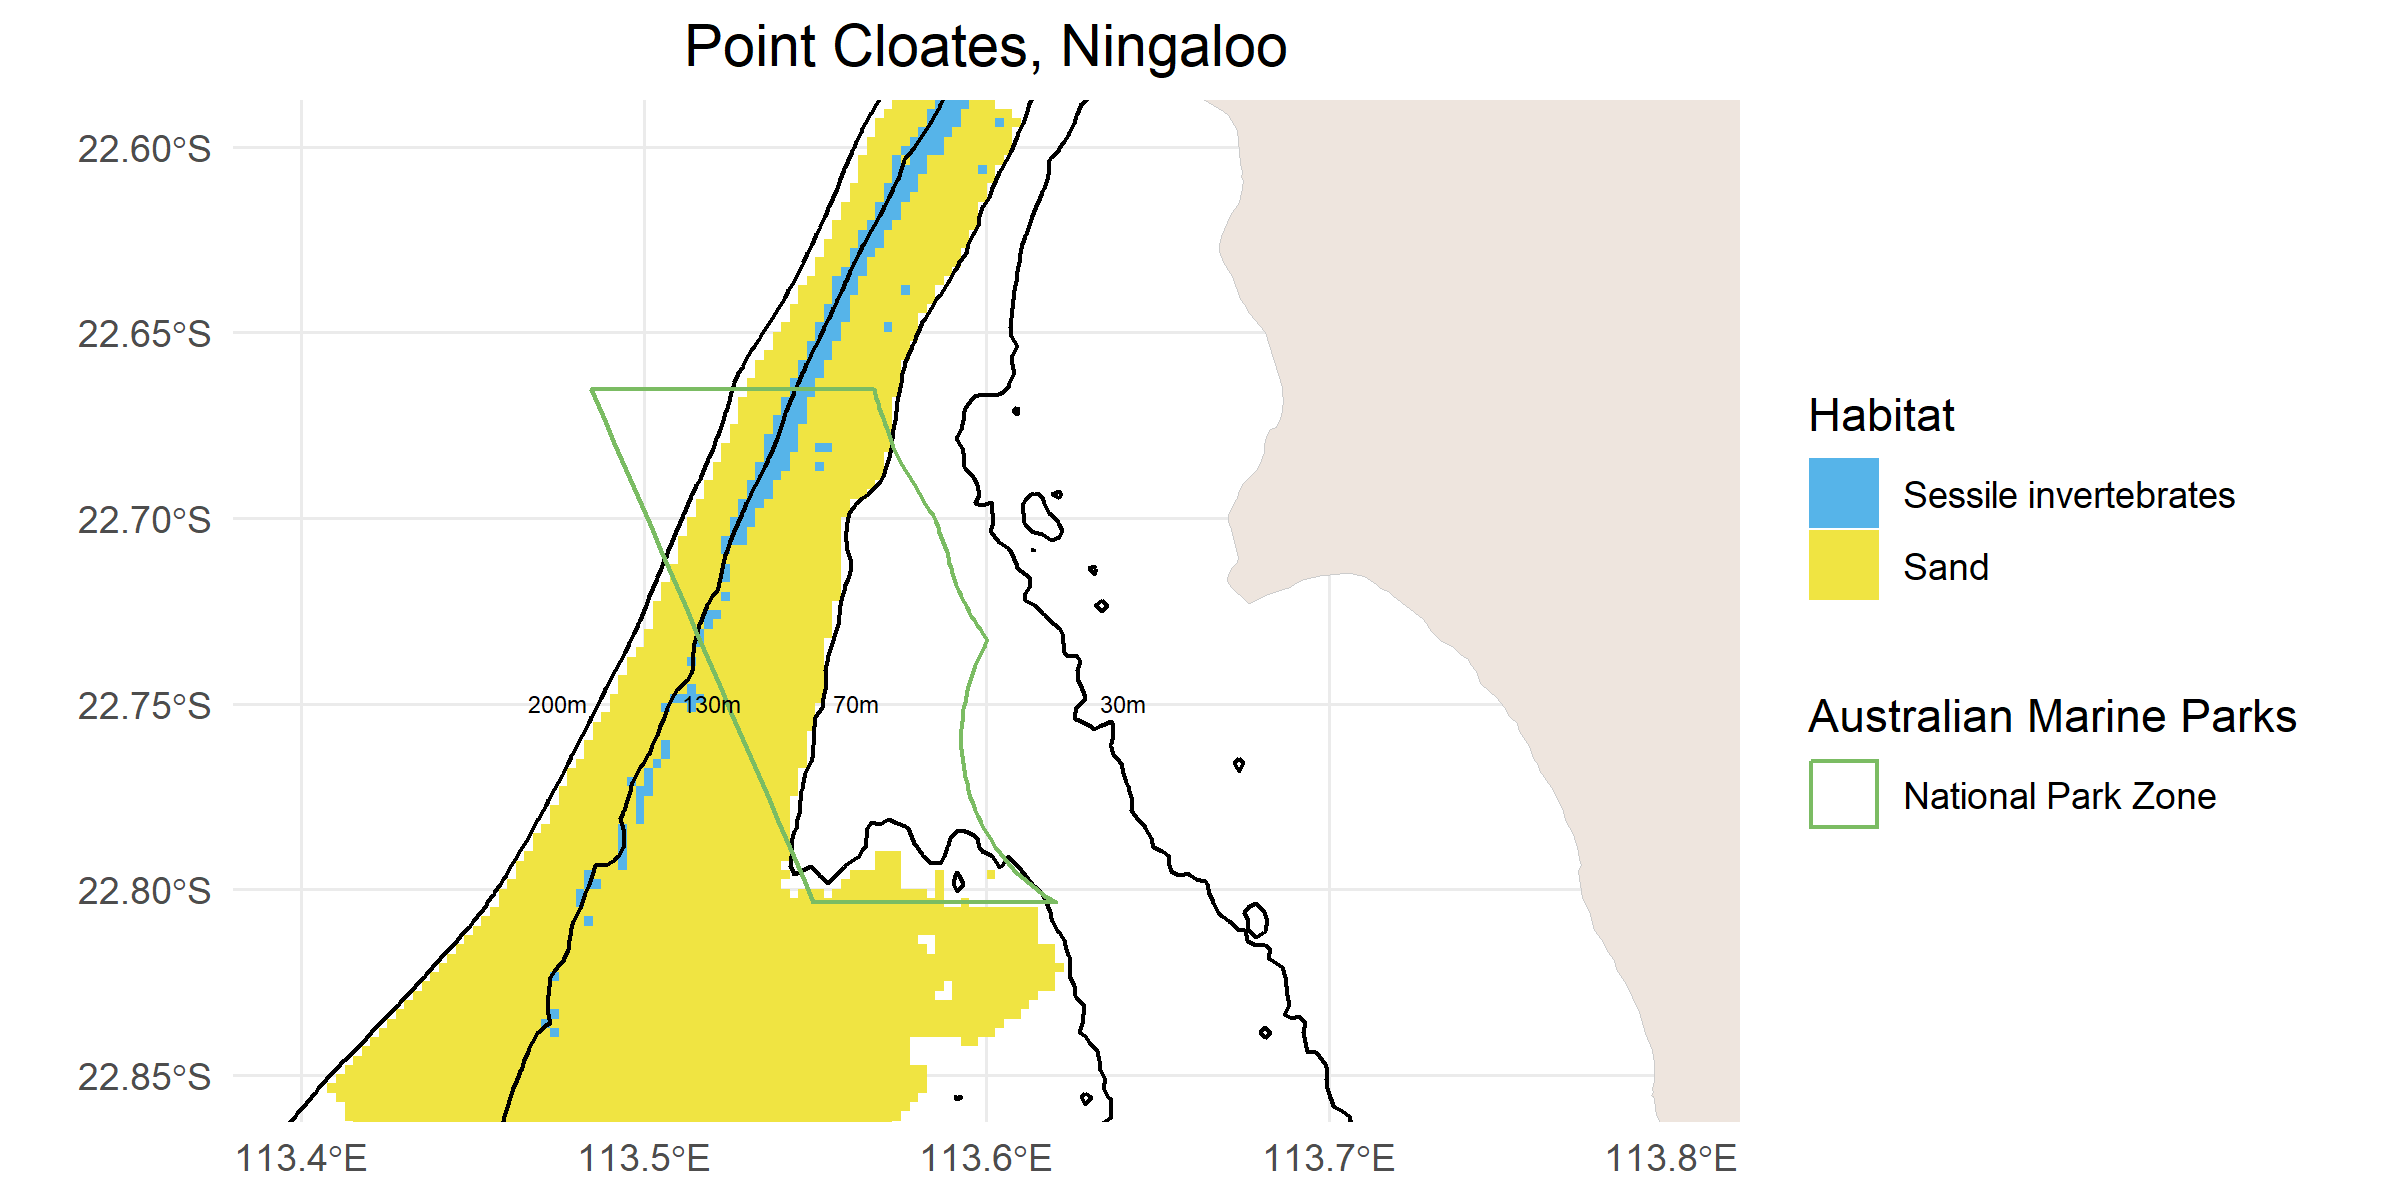 Point Cloates, Ningaloo
22.60°S
22.65°S
22.70°S
22.75°S
22.80°S
22.85°S
200m
130m
70m
30m
113.4°E
113.5°E
113.6°E
113.7°E
113.8°E
Habitat
Sessile invertebrates
Sand
Australian Marine Parks
National Park Zone